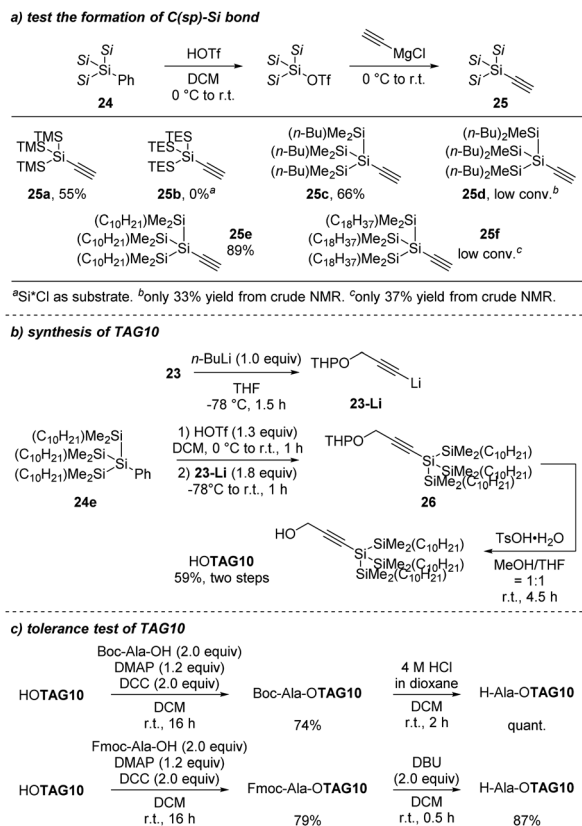 a) test the formation of C(sp)-Si bond
Si
Si
Si
Si
Ph
24
HOTf
DCM
0 °C to r.t.
Si
Si
Si
Si
OTf
MgCl
0 °C to r.t.
Si
Si
Si
Si
25
TMS
TMS
TMS
Si
25a, 55%
TES
TES
TES
Si
25b, 0%ᵃ
(n-Bu)Me₂Si
(n-Bu)Me₂Si
(n-Bu)Me₂Si
Si
25c, 66%
(n-Bu)₂MeSi
(n-Bu)₂MeSi
(n-Bu)₂MeSi
Si
25d, low conv.ᵇ
(C₁₀H₂₁)Me₂Si
(C₁₀H₂₁)Me₂Si
(C₁₀H₂₁)Me₂Si
Si
25e
89%
(C₁₈H₃₇)Me₂Si
(C₁₈H₃₇)Me₂Si
(C₁₈H₃₇)Me₂Si
Si
25f
low conv.ᶜ
ᵃSi*Cl as substrate. ᵇonly 33% yield from crude NMR. ᶜonly 37% yield from crude NMR.
b) synthesis of TAG10
23
n-BuLi (1.0 equiv)
THF
-78 °C, 1.5 h
THPO
Li
23-Li
(C₁₀H₂₁)Me₂Si
(C₁₀H₂₁)Me₂Si
(C₁₀H₂₁)Me₂Si
Si
Ph
24e
1) HOTf (1.3 equiv)
DCM, 0 °C to r.t., 1 h
2) 23-Li (1.8 equiv)
-78°C to r.t., 1 h
THPO
Si
SiMe₂(C₁₀H₂₁)
SiMe₂(C₁₀H₂₁)
SiMe₂(C₁₀H₂₁)
26
TsOH•H₂O
MeOH/THF
= 1:1
r.t., 4.5 h
HO
Si
SiMe₂(C₁₀H₂₁)
SiMe₂(C₁₀H₂₁)
SiMe₂(C₁₀H₂₁)
HOTAG10
59%, two steps
c) tolerance test of TAG10
HOTAG10
Boc-Ala-OH (2.0 equiv)
DMAP (1.2 equiv)
DCC (2.0 equiv)
DCM
r.t., 16 h
Boc-Ala-OTAG10
74%
4 M HCl
in dioxane
DCM
r.t., 2 h
H-Ala-OTAG10
quant.
HOTAG10
Fmoc-Ala-OH (2.0 equiv)
DMAP (1.2 equiv)
DCC (2.0 equiv)
DCM
r.t., 16 h
Fmoc-Ala-OTAG10
79%
DBU
(2.0 equiv)
DCM
r.t., 0.5 h
H-Ala-OTAG10
87%